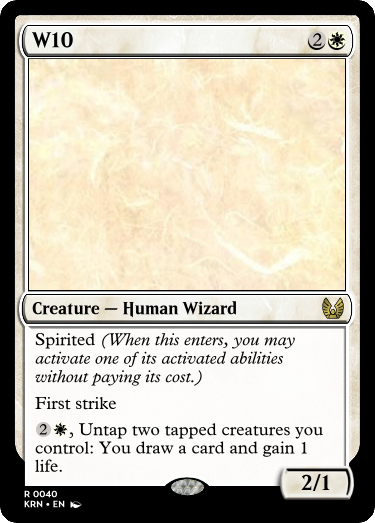 W10
2
Creature — Human Wizard
Spirited (When this enters, you may
activate one of its activated abilities
without paying its cost.)
First strike
2 , Untap two tapped creatures you
control: You draw a card and gain 1
life.
2/1
R 0040
KRN • EN